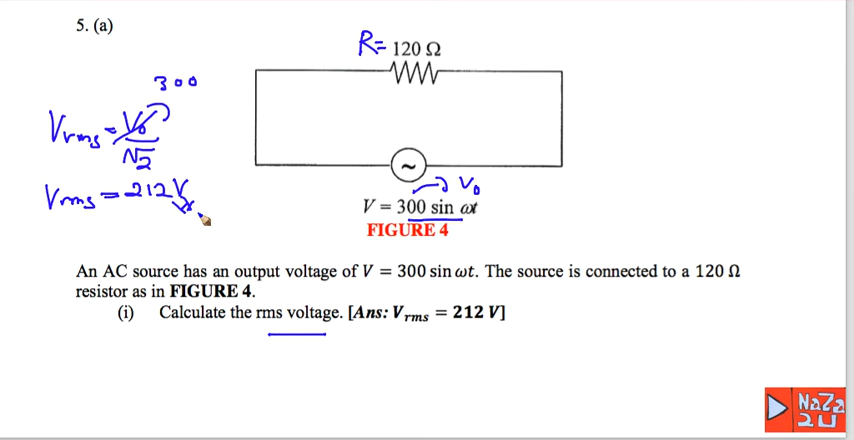 5. (a)
R= 120 Ω
300
Vrms = V₀/√2
Vrms = 212V
V₀
V = 300 sin ωt
FIGURE 4
An AC source has an output voltage of V = 300 sin ωt. The source is connected to a 120 Ω
resistor as in FIGURE 4.
(i) Calculate the rms voltage. [Ans: Vrms = 212 V]
NaZa
2U